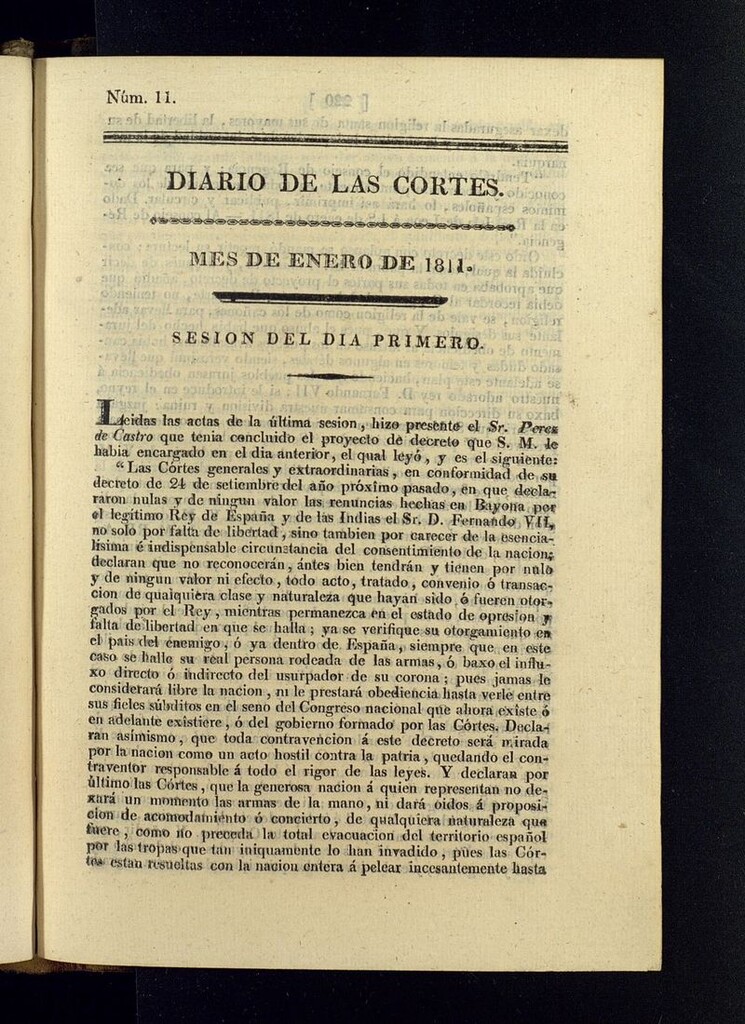 Núm. 11.
DIARIO DE LAS CORTES.
MES DE ENERO DE 1811.
SESION DEL DIA PRIMERO.
Leidas las actas de la última sesion, hizo presente el Sr. Perez
de Castro que tenia concluido el proyecto de decreto que S. M. le
habia encargado en el dia anterior, el qual leyó, y es el siguiente:
"Las Córtes generales y extraordinarias, en conformidad de su
decreto de 24 de setiembre del año próximo pasado, en que decla-
raron nulas y de ningun valor las renuncias hechas en Bayona por
el legítimo Rey de España y de las Indias el Sr. D. Fernando VII,
no solo por falta de libertad, sino tambien por carecer de la esencia-
lísima é indispensable circunstancia del consentimiento de la nacion;
declaran que no reconocerán, ántes bien tendrán y tienen por nulo
y de ningun valor ni efecto, todo acto, tratado, convenio ó transac-
cion de qualquiera clase y naturaleza que hayan sido ó fueren otor-
gados por el Rey, mientras permanezca en el estado de opresion y
falta de libertad en que se halla; ya se verifique su otorgamiento en
el pais del enemigo, ó ya dentro de España, siempre que en este
caso se halle su real persona rodeada de las armas, ó baxo el influ-
xo directo ó indirecto del usurpador de su corona; pues jamas le
considerará libre la nacion, ni le prestará obediencia hasta verle entre
sus fieles súbditos en el seno del Congreso nacional que ahora existe ó
en adelante existiere, ó del gobierno formado por las Córtes. Decla-
ran asimismo, que toda contravencion á este decreto será mirada
por la nacion como un acto hostil contra la patria, quedando el con-
traventor responsable á todo el rigor de las leyes. Y declaran por
último las Córtes, que la generosa nacion á quien representan no de-
xará un momento las armas de la mano, ni dará oidos á proposi-
cion de acomodamiento ó concierto, de qualquiera naturaleza que
fuere, como no preceda la total evacuacion del territorio español
por las tropas que tan iniquamente lo han invadido, pues las Cór-
tes estan resueltas con la nacion entera á pelear incesantemente hasta